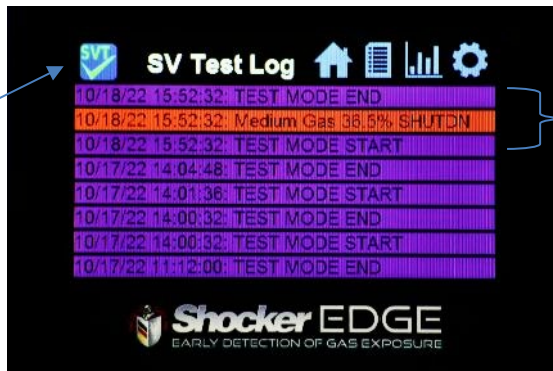 SVT
SV Test Log
10/18/22 15:52:32: TEST MODE END
10/18/22 15:52:32: Medium Gas 36.5% SHUTDN
10/18/22 15:52:32: TEST MODE START
10/17/22 14:04:48: TEST MODE END
10/17/22 14:01:36: TEST MODE START
10/17/22 14:00:32: TEST MODE END
10/17/22 14:00:32: TEST MODE START
10/17/22 11:12:00: TEST MODE END
Shocker EDGE
EARLY DETECTION OF GAS EXPOSURE